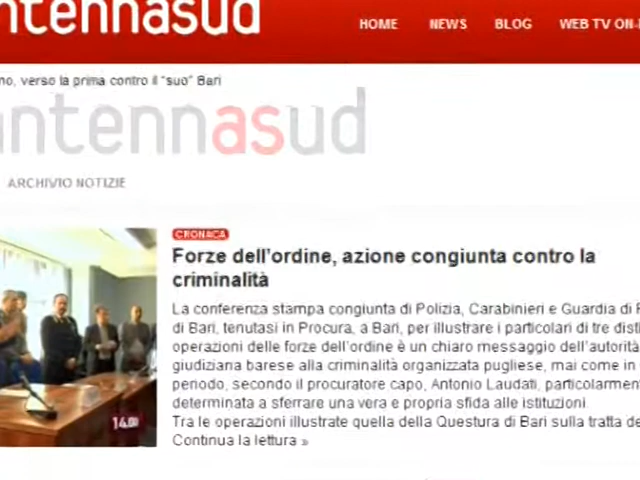 ntennasud
HOME NEWS BLOG WEB TV ON-
no, verso la prima contro il "suo" Bari
antennasud
ARCHIVIO NOTIZIE
CRONACA
Forze dell'ordine, azione congiunta contro la
criminalità
La conferenza stampa congiunta di Polizia, Carabinieri e Guardia di F
di Bari, tenutasi in Procura, a Bari, per illustrare i particolari di tre disti
operazioni delle forze dell'ordine è un chiaro messaggio dell'autorità
giudiziaria barese alla criminalità organizzata pugliese, mai come in
periodo, secondo il procuratore capo, Antonio Laudati, particolarment
determinata a sferrare una vera e propria sfida alle istituzioni.
Tra le operazioni illustrate quella della Questura di Bari sulla tratta de
Continua la lettura »
14.00